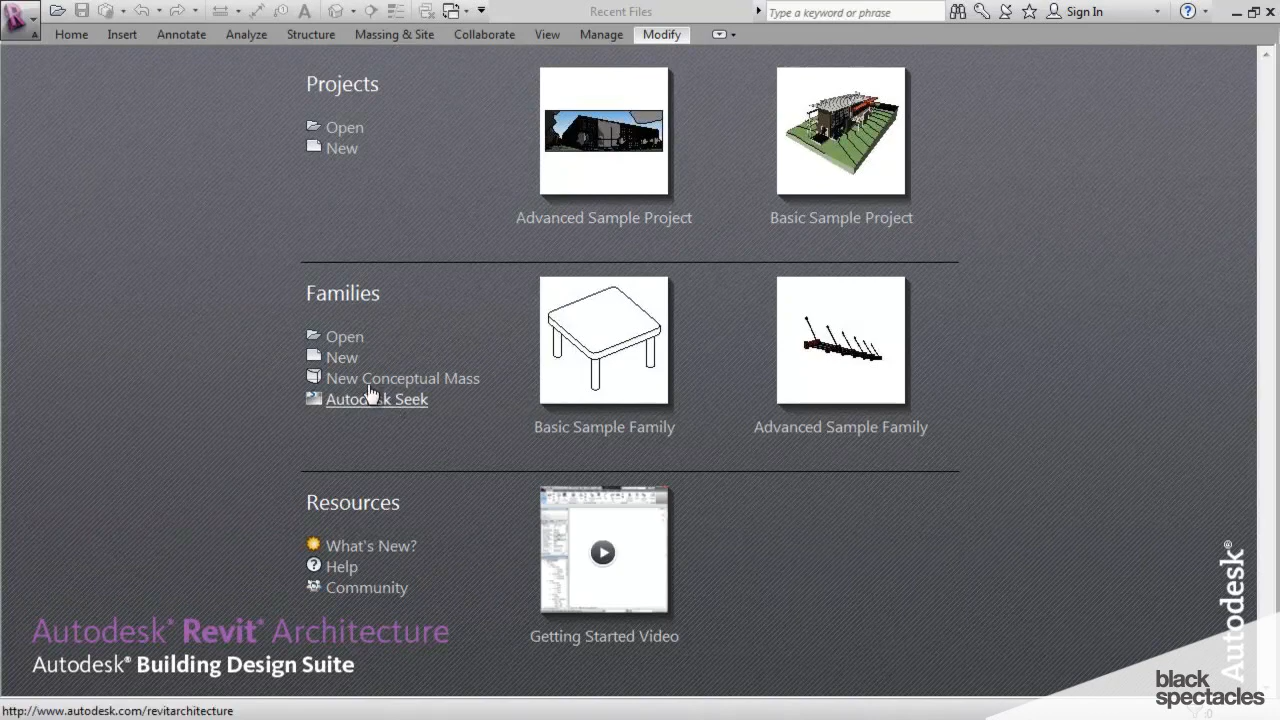 Recent Files
Type a keyword or phrase
Sign In
Home Insert Annotate Analyze Structure Massing & Site Collaborate View Manage Modify
Projects
Open
New
Advanced Sample Project
Basic Sample Project
Families
Open
New
New Conceptual Mass
Autodesk Seek
Basic Sample Family
Advanced Sample Family
Resources
What's New?
Help
Community
Getting Started Video
Autodesk® Revit® Architecture
Autodesk® Building Design Suite
Autodesk®
black
spectacles
http://www.autodesk.com/revitarchitecture
:0